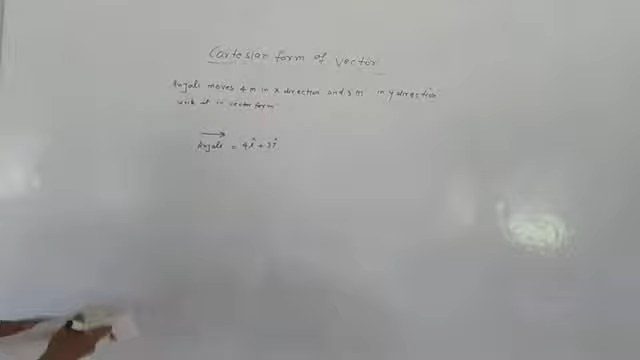 Cartesian form of Vector
Anjali moves 4 m in x direction and 3 m in y direction
write it in vector form
Anjali = 4î + 3ĵ